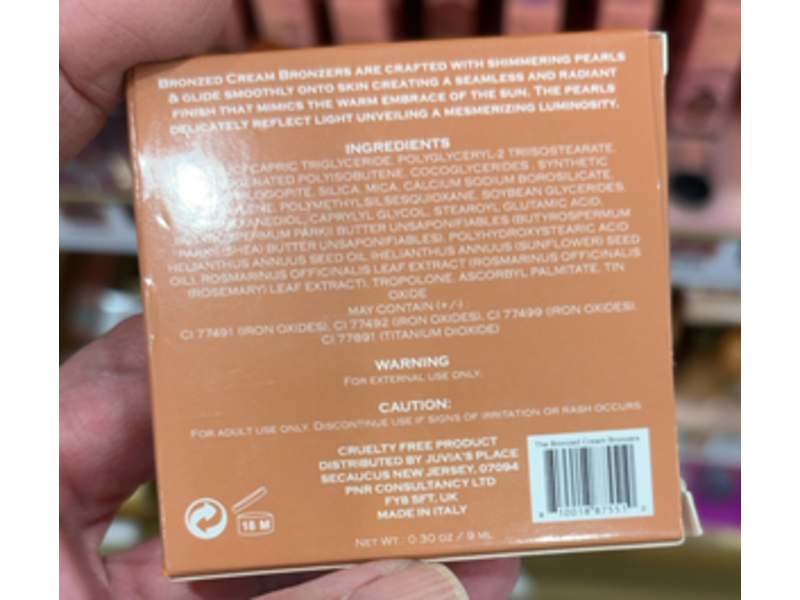 BRONZED CREAM BRONZERS ARE CRAFTED WITH SHIMMERING PEARLS
& GLIDE SMOOTHLY ONTO SKIN CREATING A SEAMLESS AND RADIANT
FINISH THAT MIMICS THE WARM EMBRACE OF THE SUN. THE PEARLS
DELICATELY REFLECT LIGHT UNVEILING A MESMERIZING LUMINOSITY.
INGREDIENTS
CAPRIC TRIGLYCERIDE, POLYGLYCERYL-2 TRIISOSTEARATE,
POLYISOBUTENE, COCOGLYCERIDES, SYNTHETIC
SILICA, MICA, CALCIUM SODIUM BOROSILICATE,
POLYMETHYLSILSESQUIOXANE, SOYBEAN GLYCERIDES,
CAPRYLYL GLYCOL, STEAROYL GLUTAMIC ACID,
PARKII BUTTER UNSAPONIFIABLES (BUTYROSPERMUM
PARKII (SHEA) BUTTER UNSAPONIFIABLES), POLYHYDROXYSTEARIC ACID
HELIANTHUS ANNUUS SEED OIL (HELIANTHUS ANNUUS (SUNFLOWER) SEED
OIL), ROSMARINUS OFFICINALIS LEAF EXTRACT (ROSMARINUS OFFICINALIS
(ROSEMARY) LEAF EXTRACT), TROPOLONE, ASCORBYL PALMITATE, TIN
OXIDE
MAY CONTAIN (+/-) :
CI 77491 (IRON OXIDES), CI 77492 (IRON OXIDES), CI 77499 (IRON OXIDES),
CI 77891 (TITANIUM DIOXIDE)
WARNING
FOR EXTERNAL USE ONLY.
CAUTION:
FOR ADULT USE ONLY. DISCONTINUE USE IF SIGNS OF IRRITATION OR RASH OCCURS
CRUELTY FREE PRODUCT
DISTRIBUTED BY JUVIA'S PLACE
SECAUCUS NEW JERSEY, 07094
PNR CONSULTANCY LTD
FY8 5FT, UK
MADE IN ITALY
NET WT : 0.30 OZ / 9 ML
18 M
The Bronzed Cream Bronzers
8 10018 87551 0